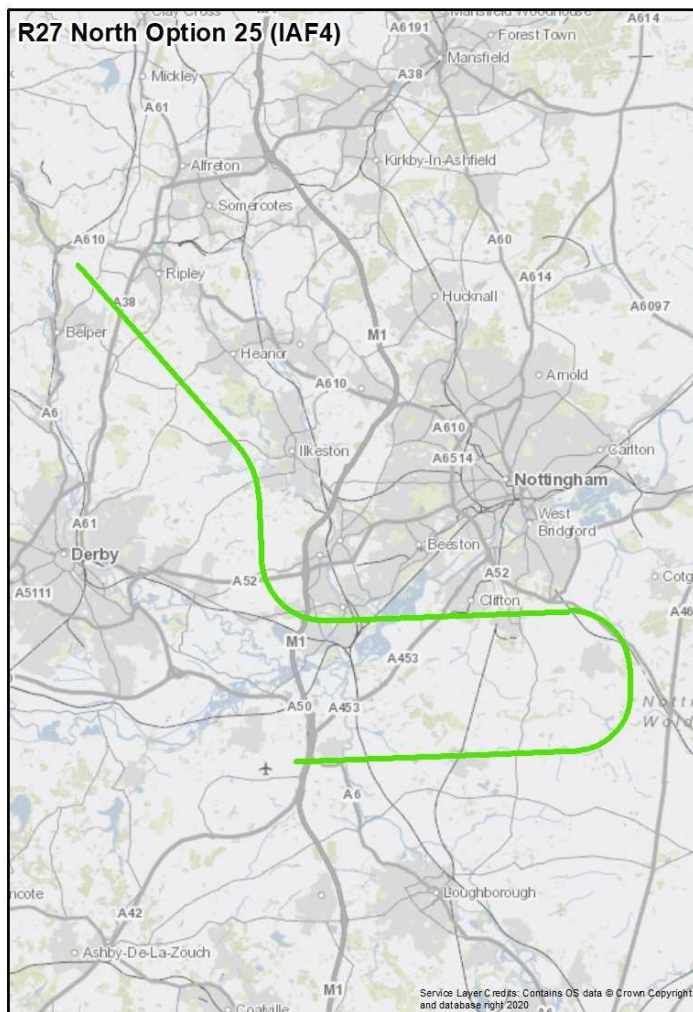 R27 North Option 25 (IAF4)
A614
A6191
Forest Town
Mansfield
Mickley
A38
A61
Alfreton
Kirkby-In-Ashfield
Somercotes
A610
A60
Ripley
A614
A38
Hucknall
A6097
Belper
M1
Heanor
A610
Arnold
A6
A610
Ilkeston
Carlton
A6514
Nottingham
A61
West
Bridgford
Derby
Beeston
A52
A52
A5111
Clifton
M1
A453
A50
A453
A6
Loughborough
A42
Ashby-De-La-Zouch
M1
Coalville
Service Layer Credits: Contains OS data © Crown Copyright
and database right 2020